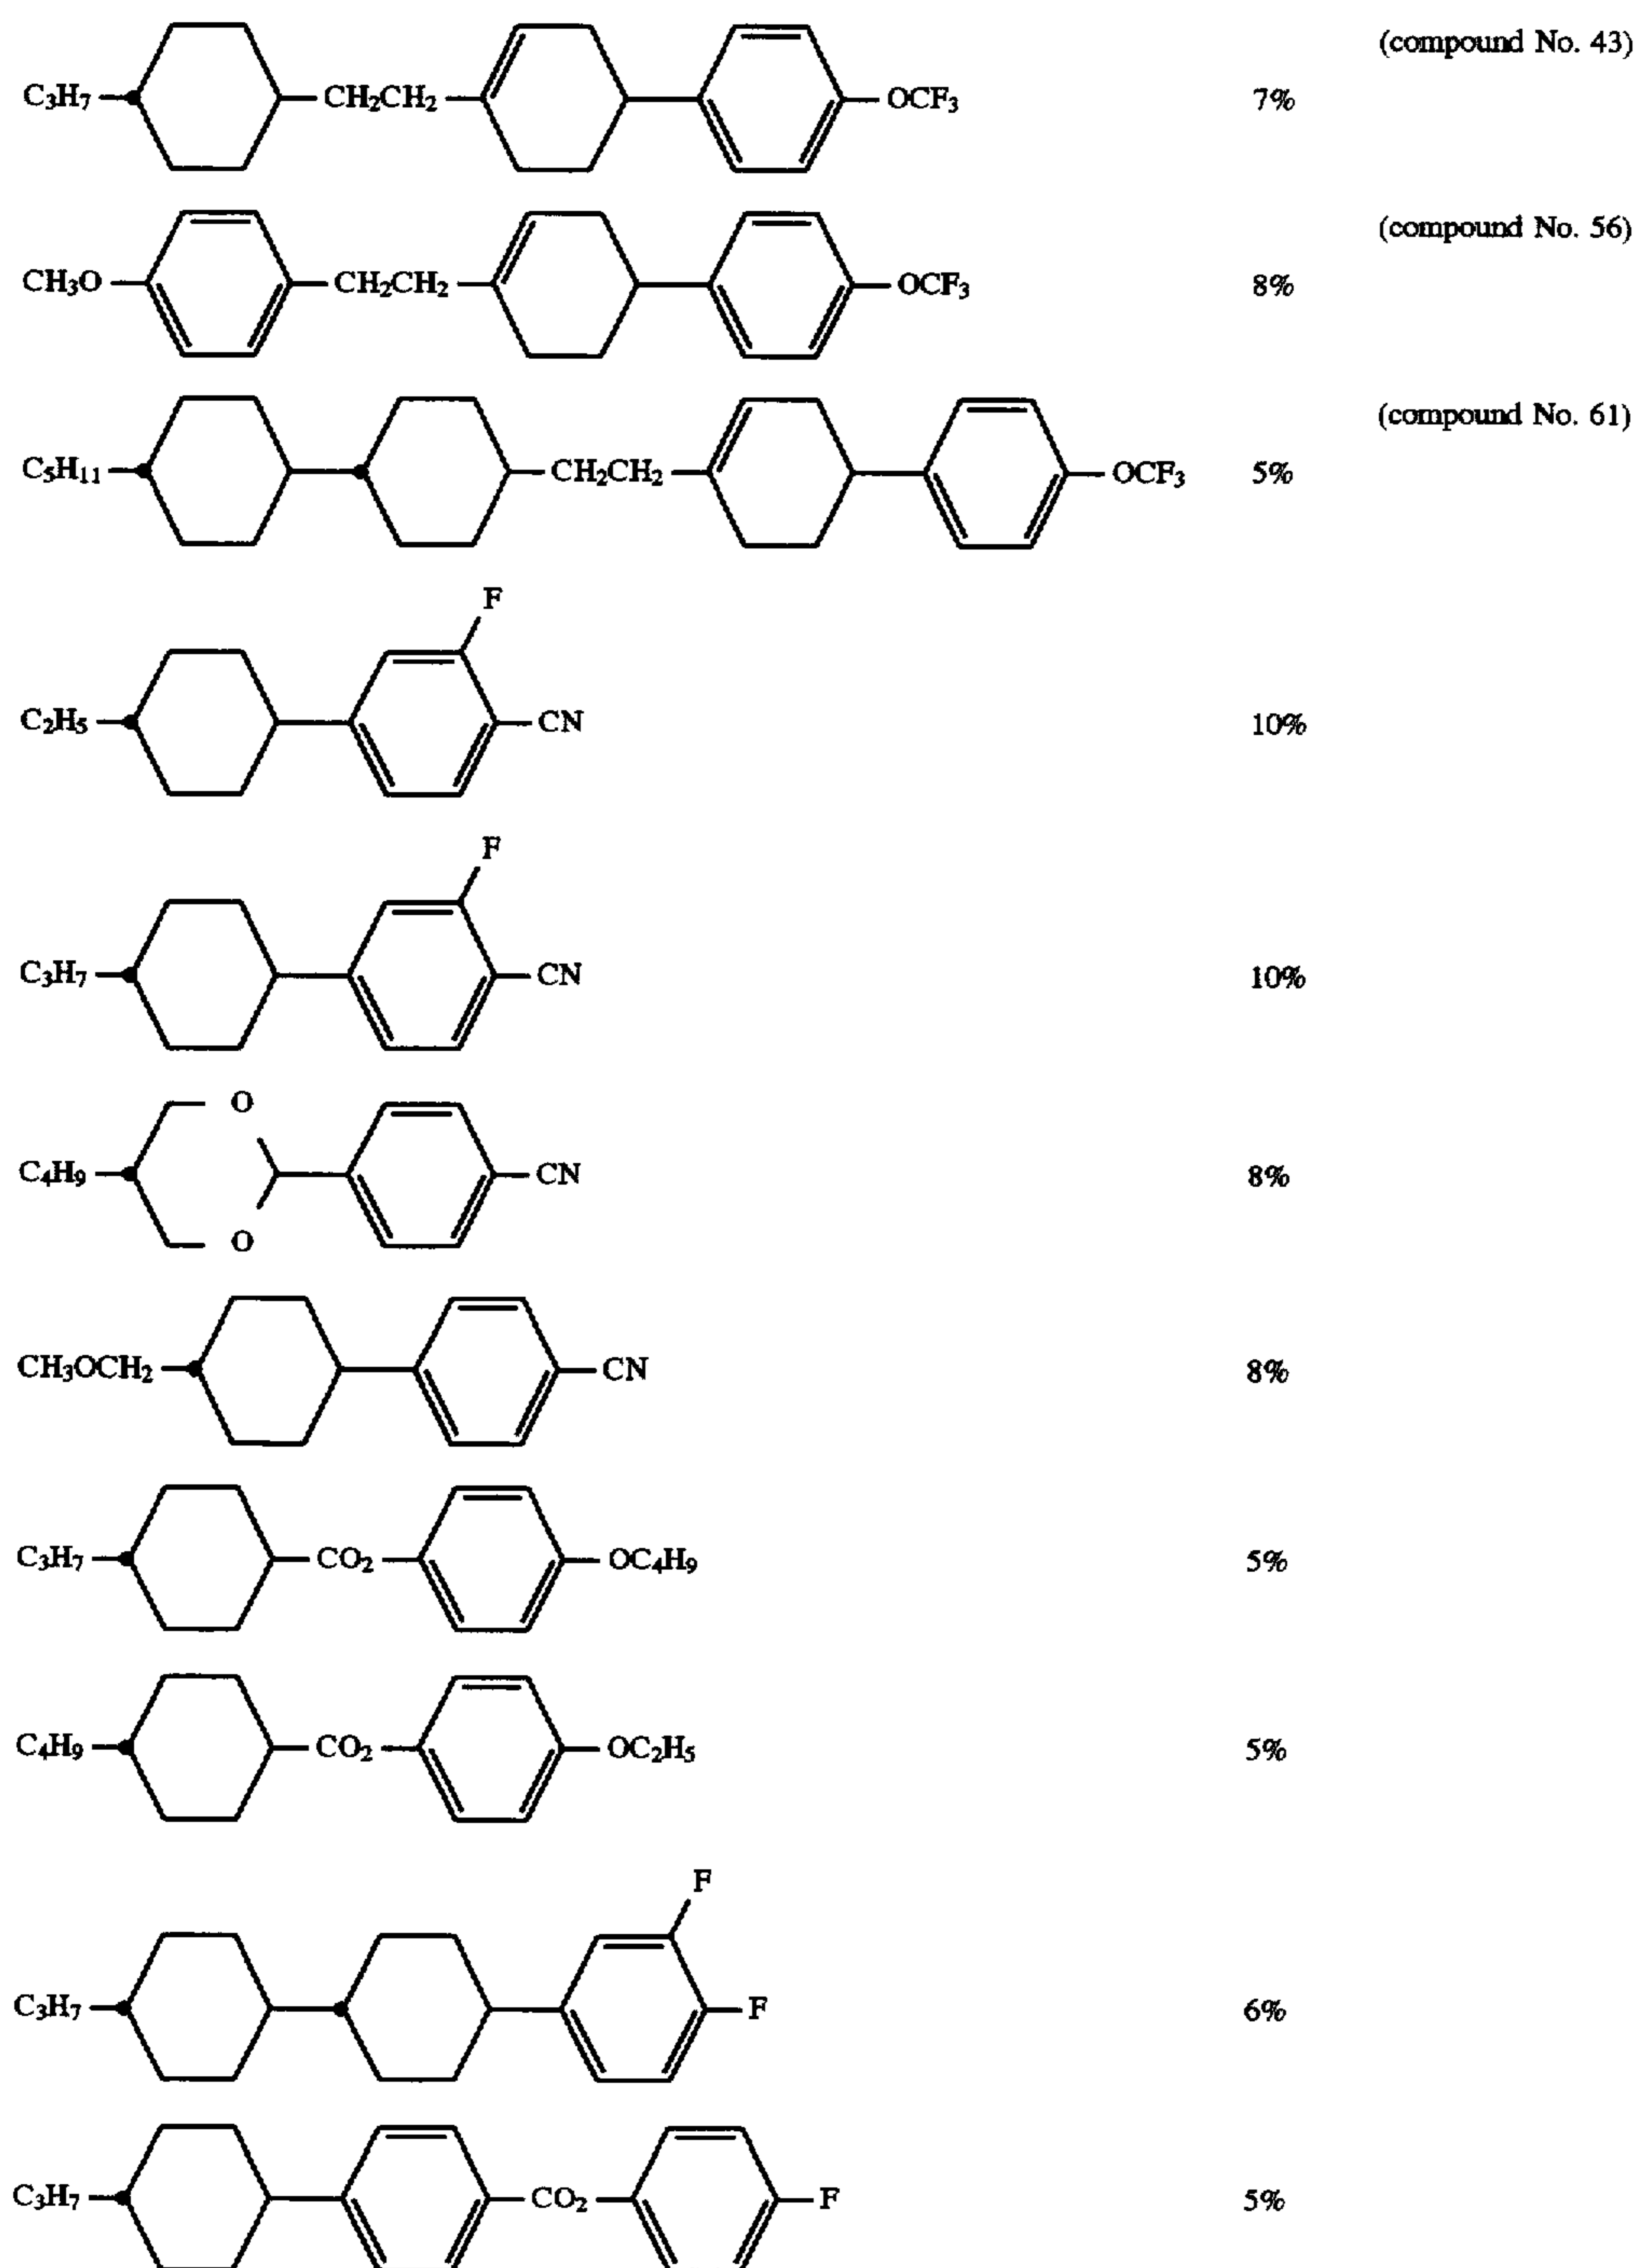 (compound No. 43)
C3H7 CH2CH2 OCF3 7%
(compound No. 56)
CH3O CH2CH2 OCF3 8%
(compound No. 61)
C5H11 CH2CH2 OCF3 5%
F
C2H5 CN 10%
F
C3H7 CN 10%
O
C4H9 CN 8%
O
CH3OCH2 CN 8%
C3H7 CO2 OC4H9 5%
C4H9 CO2 OC2H5 5%
F
C3H7 F 6%
C3H7 CO2 F 5%